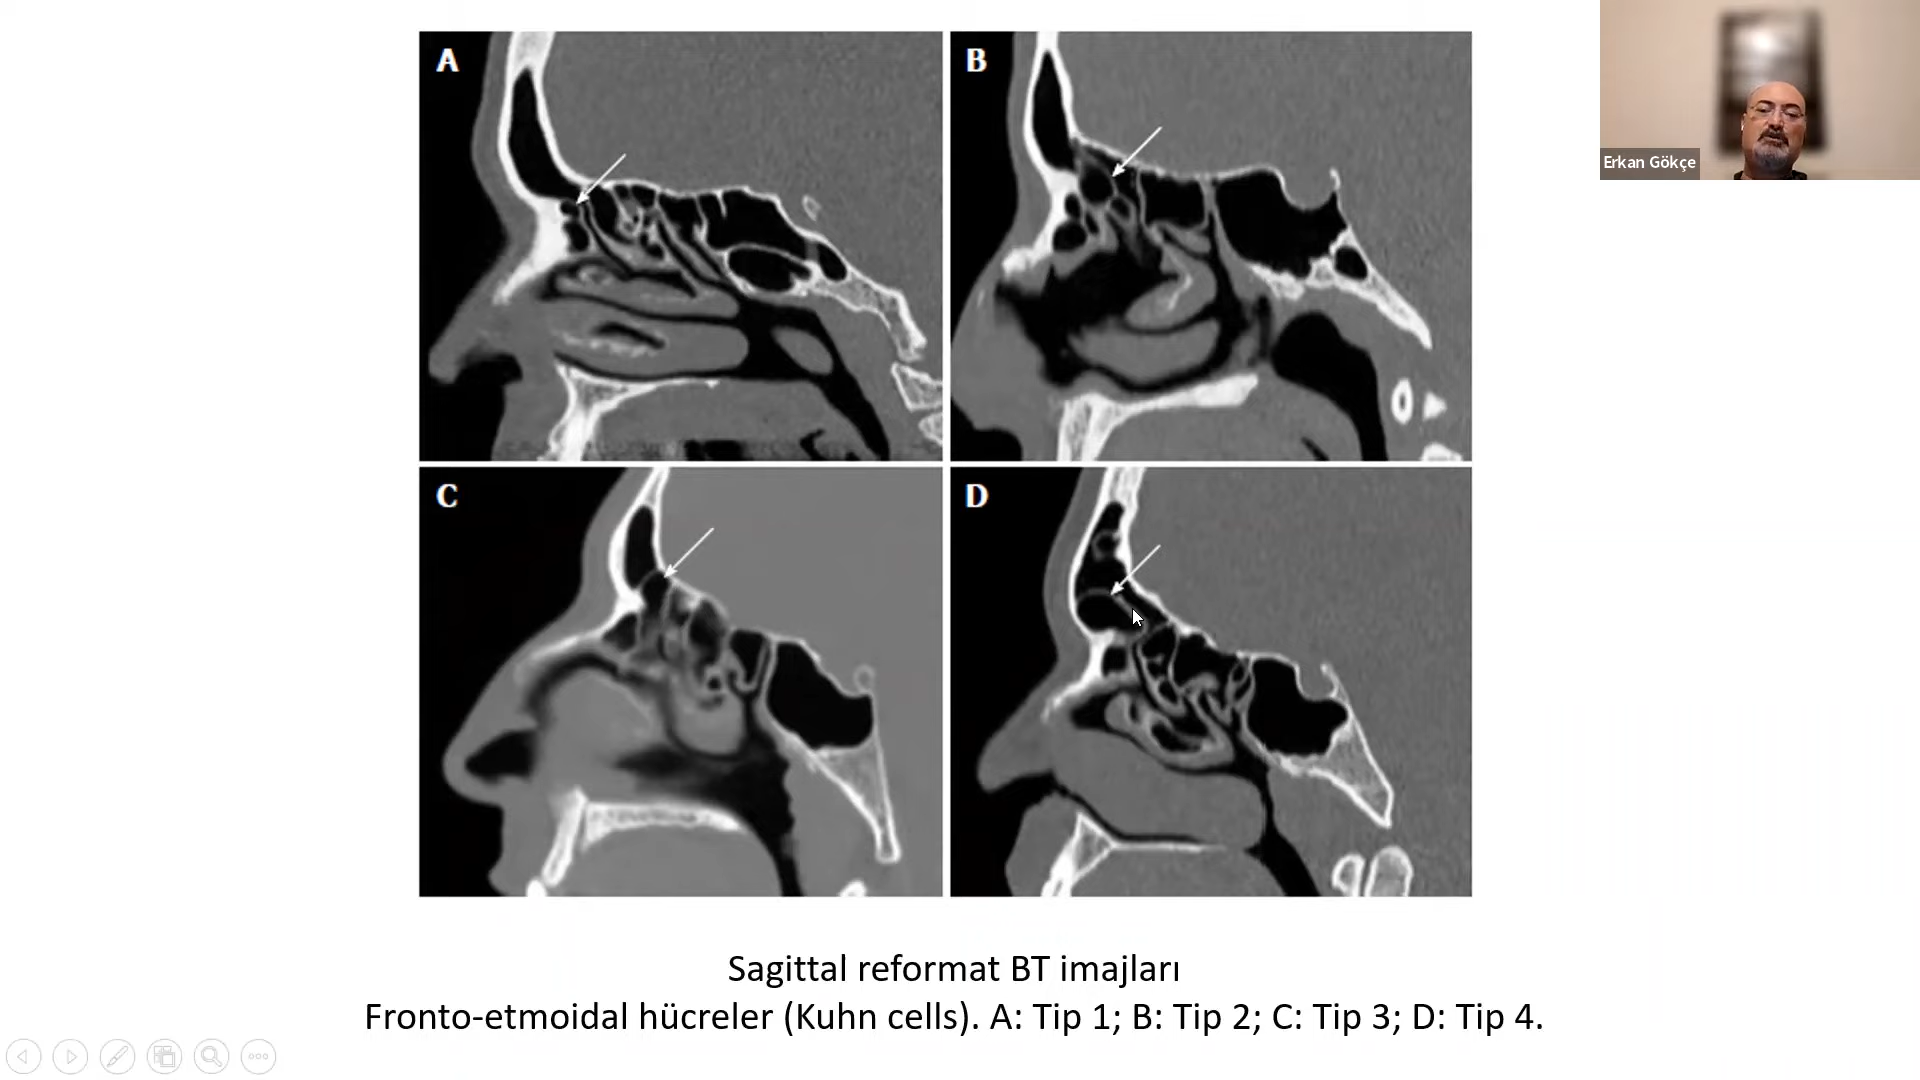 A
B
Erkan Gökçe
C
D
Sagittal reformat BT imajları
Fronto-etmoidal hücreler (Kuhn cells). A: Tip 1; B: Tip 2; C: Tip 3; D: Tip 4.